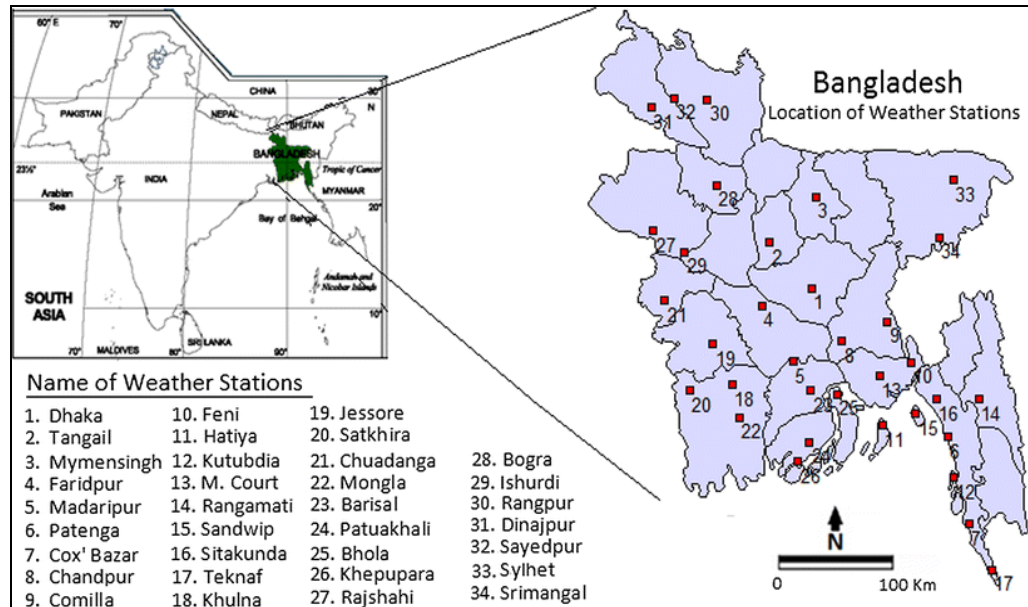 60° E
70°
CHINA
30°
N
PAKISTAN
NEPAL
BHUTAN
BANGLADESH
23½°
Tropic of Cancer
INDIA
MYANMAR
Arabian
Sea
20°
Bay of Bengal
Andamah and
Nicobar Islands
SOUTH
ASIA
10°
SRI LANKA
MALDIVES
70°
80°
90°
Bangladesh
Location of Weather Stations
31
32
30
33
28
3
34
27
29
2
1
21
4
9
19
8
5
10
20
18
23
25
13
16
14
22
11
15
24
6
26
12
7
17
N
0
100 Km
Name of Weather Stations
1. Dhaka
2. Tangail
3. Mymensingh
4. Faridpur
5. Madaripur
6. Patenga
7. Cox' Bazar
8. Chandpur
9. Comilla
10. Feni
11. Hatiya
12. Kutubdia
13. M. Court
14. Rangamati
15. Sandwip
16. Sitakunda
17. Teknaf
18. Khulna
19. Jessore
20. Satkhira
21. Chuadanga
22. Mongla
23. Barisal
24. Patuakhali
25. Bhola
26. Khepupara
27. Rajshahi
28. Bogra
29. Ishurdi
30. Rangpur
31. Dinajpur
32. Sayedpur
33. Sylhet
34. Srimangal